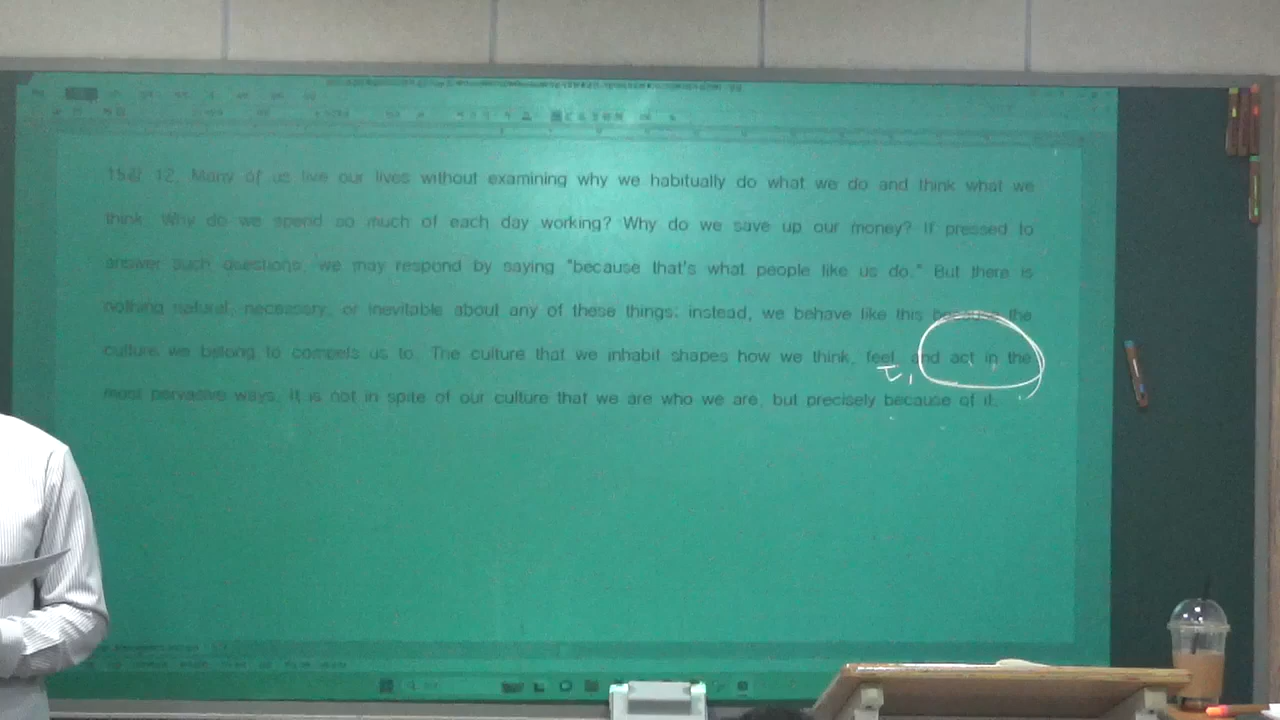 12. Many of us live our lives without examining why we habitually do what we do and think what we
think. Why do we spend so much of each day working? Why do we save up our money? If pressed to
answer such questions, we may respond by saying "because that's what people like us do." But there is
nothing natural, necessary, or inevitable about any of these things; instead, we behave like this because the
culture we belong to compels us to. The culture that we inhabit shapes how we think, feel, and act in the
most pervasive ways. It is not in spite of our culture that we are who we are, but precisely because of it.